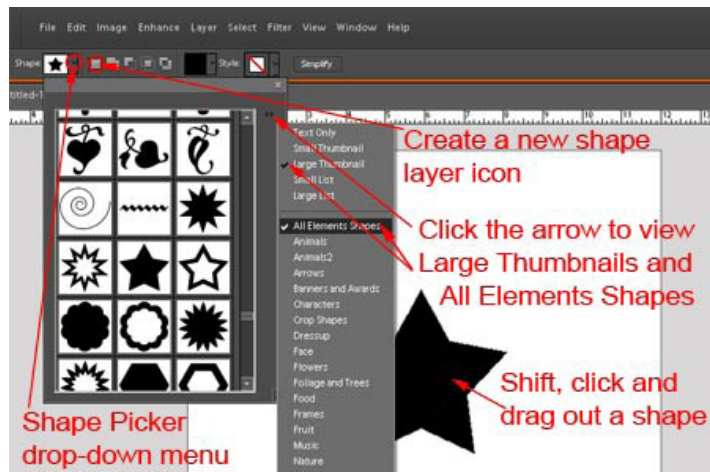 File Edit Image Enhance Layer Select Filter View Window Help
Shape: Style: Simplify
Text Only
Small Thumbnail
Large Thumbnail
Small List
Large List
All Elements Shapes
Animals
Animals2
Arrows
Banners and Awards
Characters
Crop Shapes
Dressup
Face
Flowers
Foliage and Trees
Food
Frames
Fruit
Music
Nature
Create a new shape
layer icon
Click the arrow to view
Large Thumbnails and
All Elements Shapes
Shift, click and
drag out a shape
Shape Picker
drop-down menu